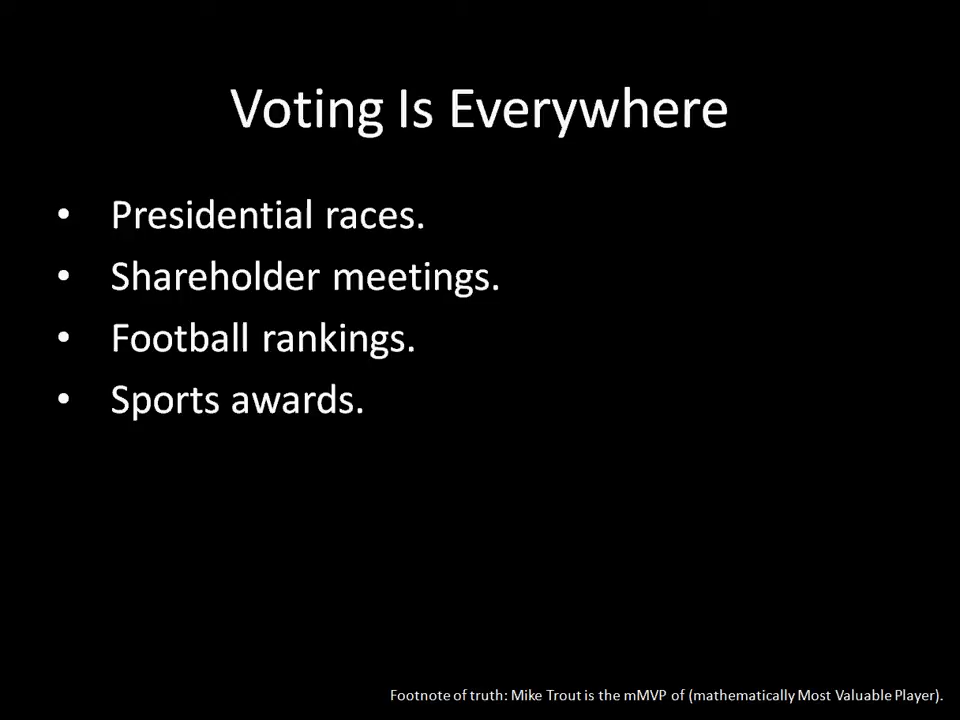 Voting Is Everywhere
• Presidential races.
• Shareholder meetings.
• Football rankings.
• Sports awards.
Footnote of truth: Mike Trout is the mMVP of (mathematically Most Valuable Player).